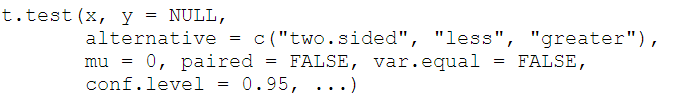 t.test(x, y = NULL,
alternative = c("two.sided", "less", "greater"),
mu = 0, paired = FALSE, var.equal = FALSE,
conf.level = 0.95, ...)